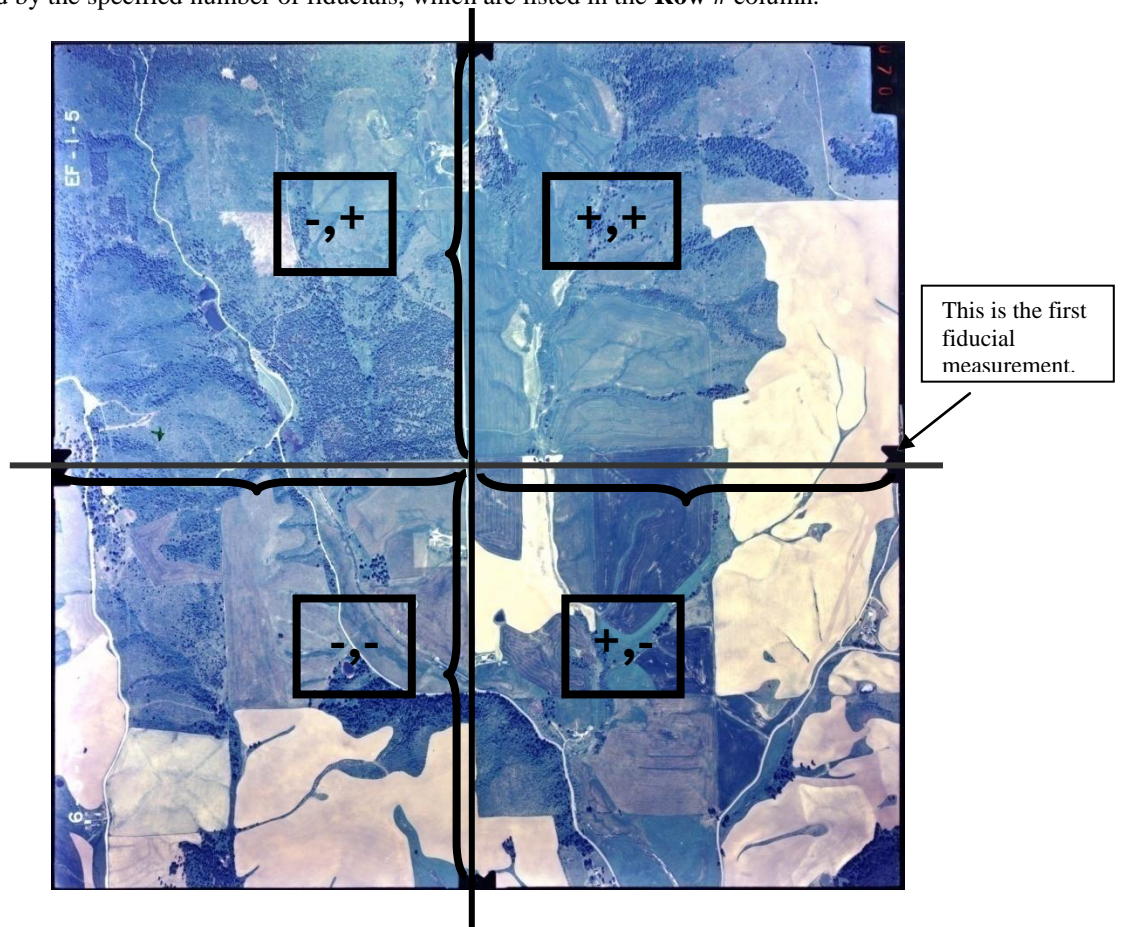 by the specified number of fiducials, which are listed in the Row # column.
070
EF-1-5
-,+
+,+
This is the first
fiducial
measurement.
-,-
+,-